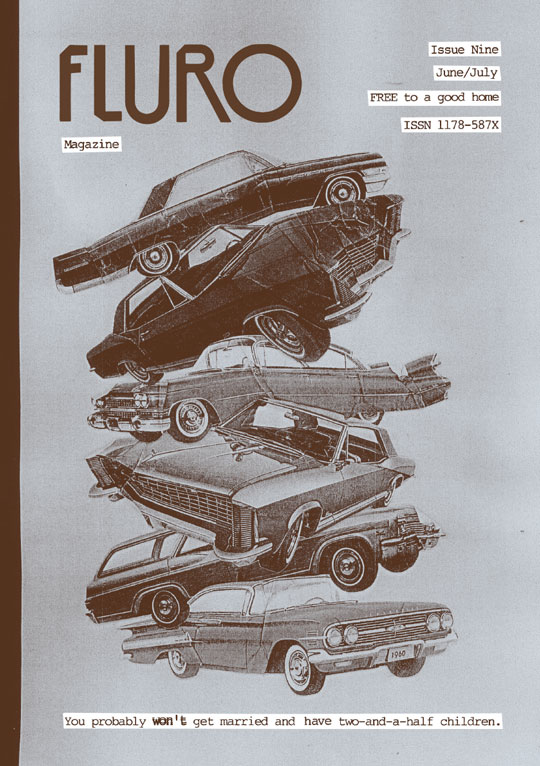 FLURO
Magazine
Issue Nine
June/July
FREE to a good home
ISSN 1178-587X
1960
You probably won't get married and have two-and-a-half children.